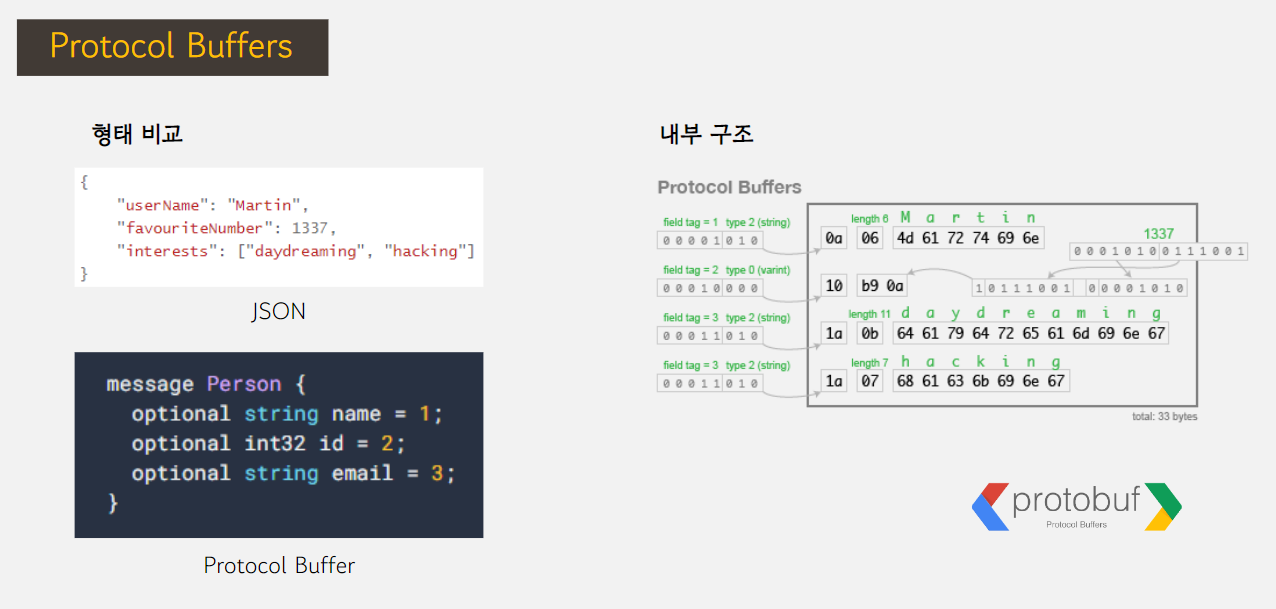 Protocol Buffers
형태 비교
{
"userName": "Martin",
"favouriteNumber": 1337,
"interests": ["daydreaming", "hacking"]
}
JSON
message Person {
optional string name = 1;
optional int32 id = 2;
optional string email = 3;
}
Protocol Buffer
내부 구조
Protocol Buffers
field tag = 1 type 2 (string)
0 0 0 0 1 0 1 0
length 6 M a r t i n
0a 06 4d 61 72 74 69 6e
1337
0 0 0 1 0 1 0 0 1 1 1 0 0 1
field tag = 2 type 0 (varint)
0 0 0 1 0 0 0 0
10 b9 0a
1 0 1 1 1 0 0 1 0 0 0 0 1 0 1 0
field tag = 3 type 2 (string)
0 0 0 1 1 0 1 0
length 11 d a y d r e a m i n g
1a 0b 64 61 79 64 72 65 61 6d 69 6e 67
field tag = 3 type 2 (string)
0 0 0 1 1 0 1 0
length 7 h a c k i n g
1a 07 68 61 63 6b 69 6e 67
total: 33 bytes
protobuf
Protocol Buffers